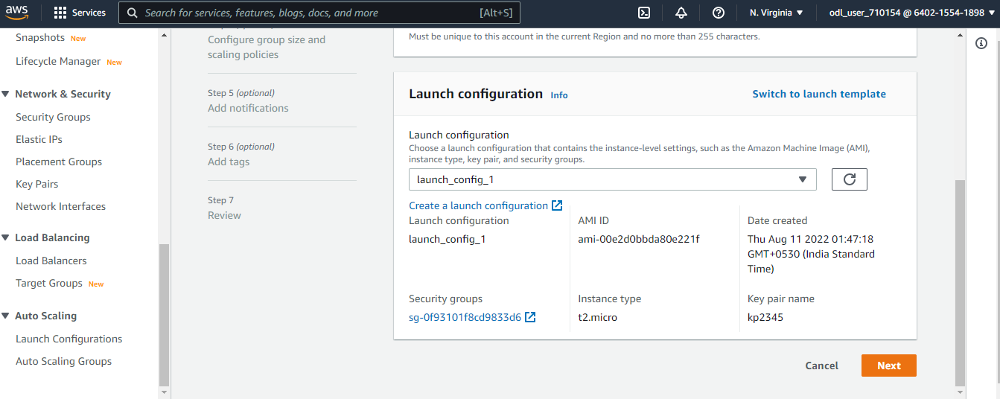 aws
Services
Search for services, features, blogs, docs, and more
[Alt+S]
N. Virginia
odl_user_710154 @ 6402-1554-1898
Snapshots New
Lifecycle Manager New
Network & Security
Security Groups
Elastic IPs
Placement Groups
Key Pairs
Network Interfaces
Load Balancing
Load Balancers
Target Groups New
Auto Scaling
Launch Configurations
Auto Scaling Groups
Configure group size and
scaling policies
Step 5 (optional)
Add notifications
Step 6 (optional)
Add tags
Step 7
Review
Must be unique to this account in the current Region and no more than 255 characters.
Launch configuration Info
Switch to launch template
Launch configuration
Choose a launch configuration that contains the instance-level settings, such as the Amazon Machine Image (AMI),
instance type, key pair, and security groups.
launch_config_1
Create a launch configuration
Launch configuration
launch_config_1
AMI ID
ami-00e2d0bbda80e221f
Date created
Thu Aug 11 2022 01:47:18
GMT+0530 (India Standard
Time)
Security groups
sg-0f93101f8cd9833d6
Instance type
t2.micro
Key pair name
kp2345
Cancel
Next